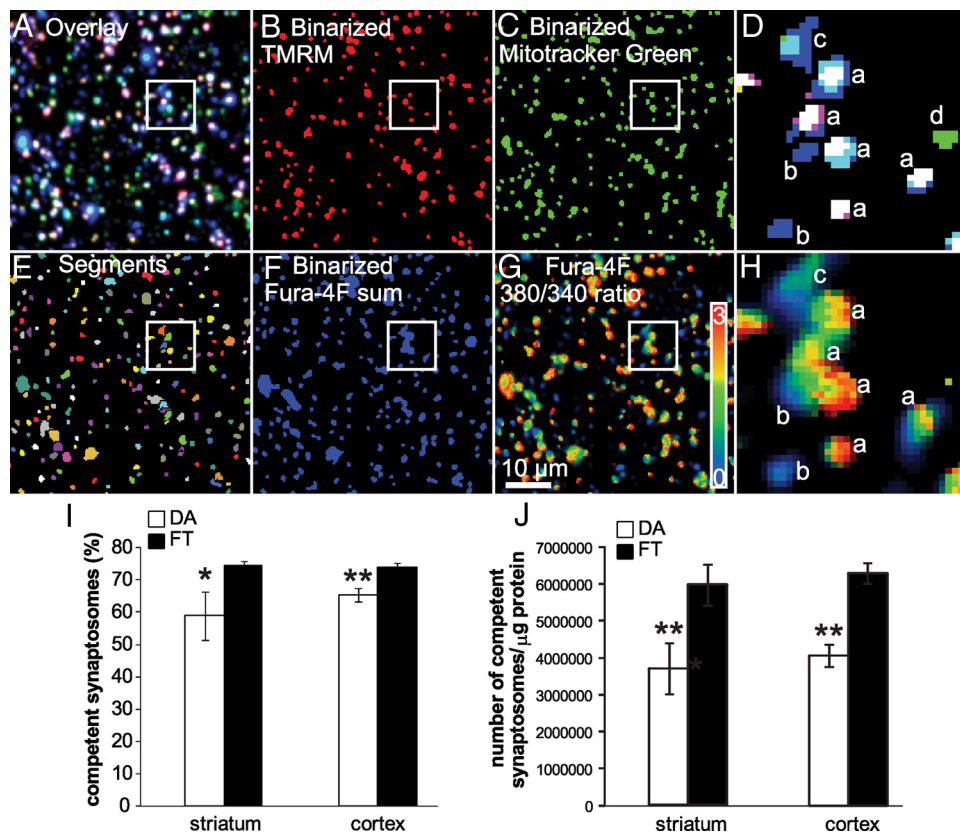 A Overlay
B Binarized
TMRM
C Binarized
Mitotracker Green
D
c
a
a
d
a
a
b
a
b
E Segments
F Binarized
Fura-4F sum
G Fura-4F
380/340 ratio
3
0
10 µm
H
c
a
a
a
a
b
a
b
I
DA
FT
competent synaptosomes (%)
80
70
60
50
40
30
20
10
0
*
**
striatum
cortex
J
DA
FT
number of competent
synaptosomes/µg protein
7000000
6000000
5000000
4000000
3000000
2000000
1000000
0
**
*
**
striatum
cortex